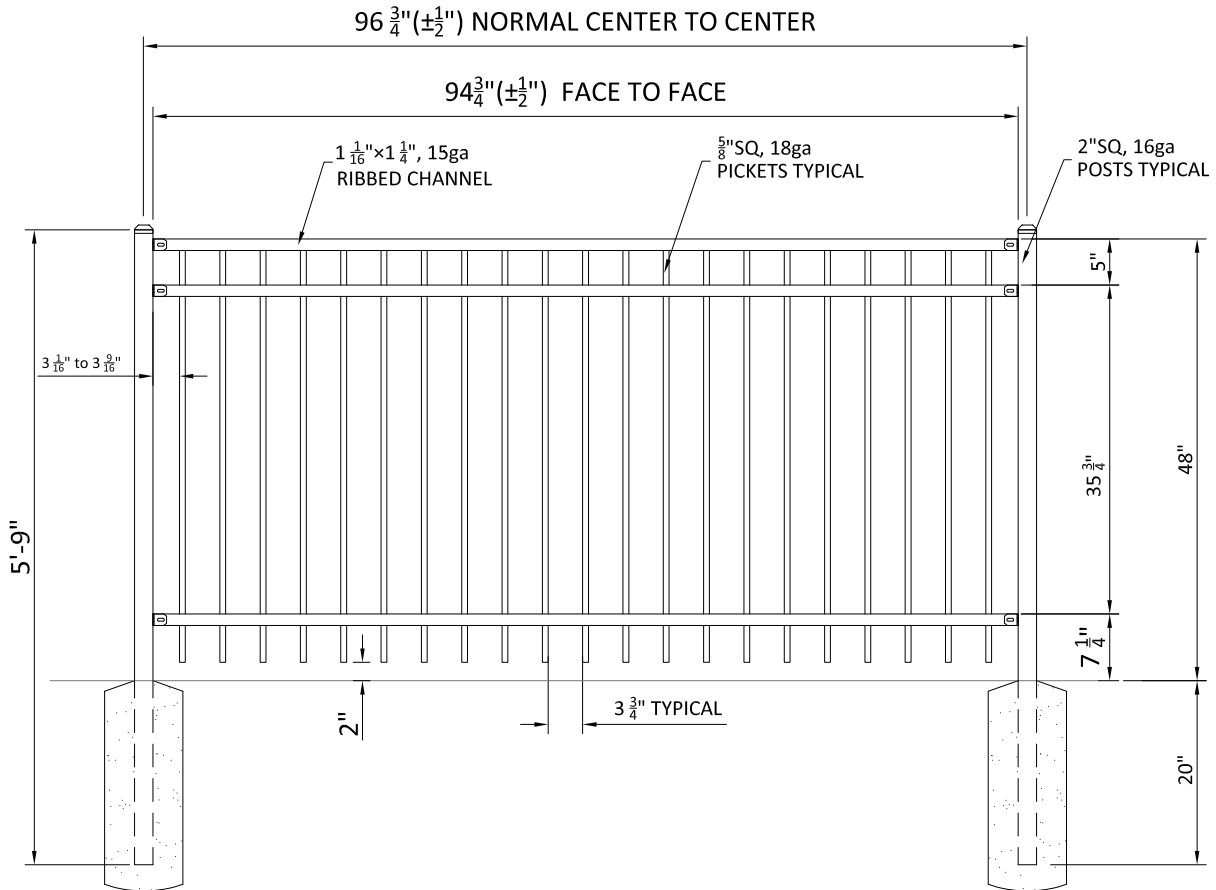 96 3/4"(±1/2") NORMAL CENTER TO CENTER
94 3/4"(±1/2") FACE TO FACE
1 1/16"×1 1/4", 15ga
RIBBED CHANNEL
5/8"SQ, 18ga
PICKETS TYPICAL
2"SQ, 16ga
POSTS TYPICAL
5"
3 1/16" to 3 9/16"
35 3/4"
48"
5'-9"
7 1/4"
2"
3 3/4" TYPICAL
20"